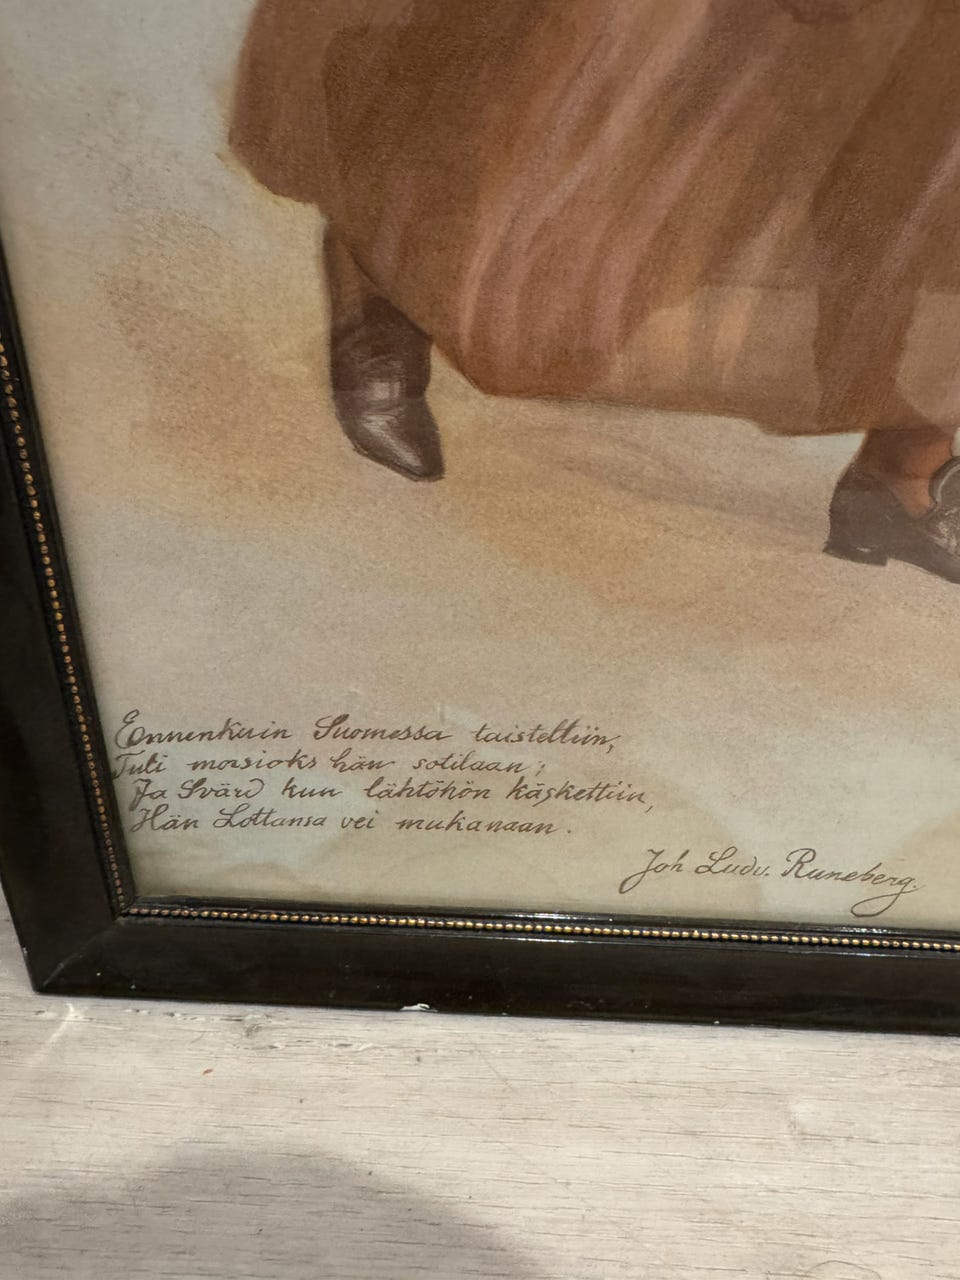 Ennenkuin Suomessa taisteltiin,
Tuli morsioks hän sotilaan;
Ja Svärd kun lähtöhön käskettiin,
Hän Lottansa vei mukanaan.
Joh Ludv. Runeberg.